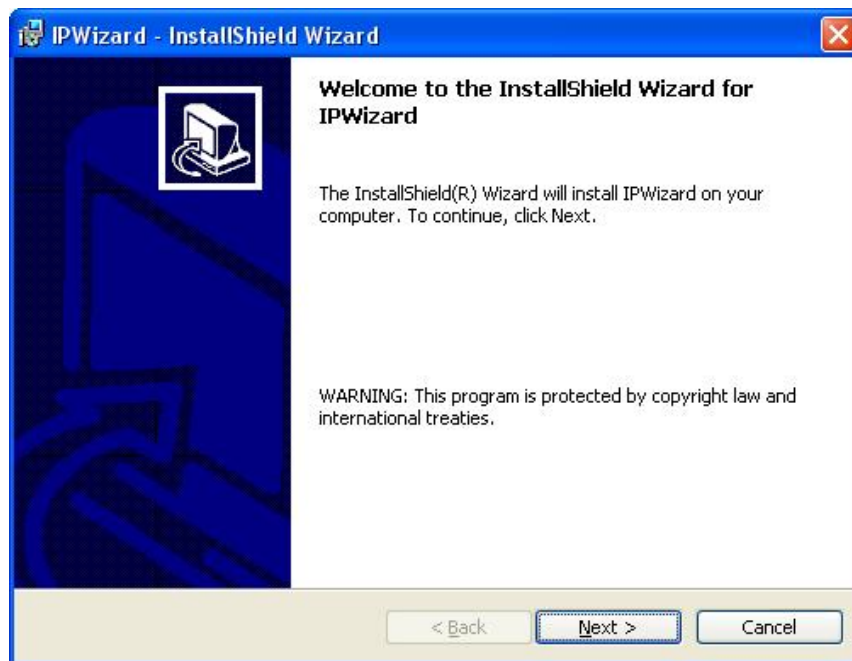 IPWizard - InstallShield Wizard
Welcome to the InstallShield Wizard for
IPWizard
The InstallShield(R) Wizard will install IPWizard on your
computer. To continue, click Next.
WARNING: This program is protected by copyright law and
international treaties.
< Back
Next >
Cancel